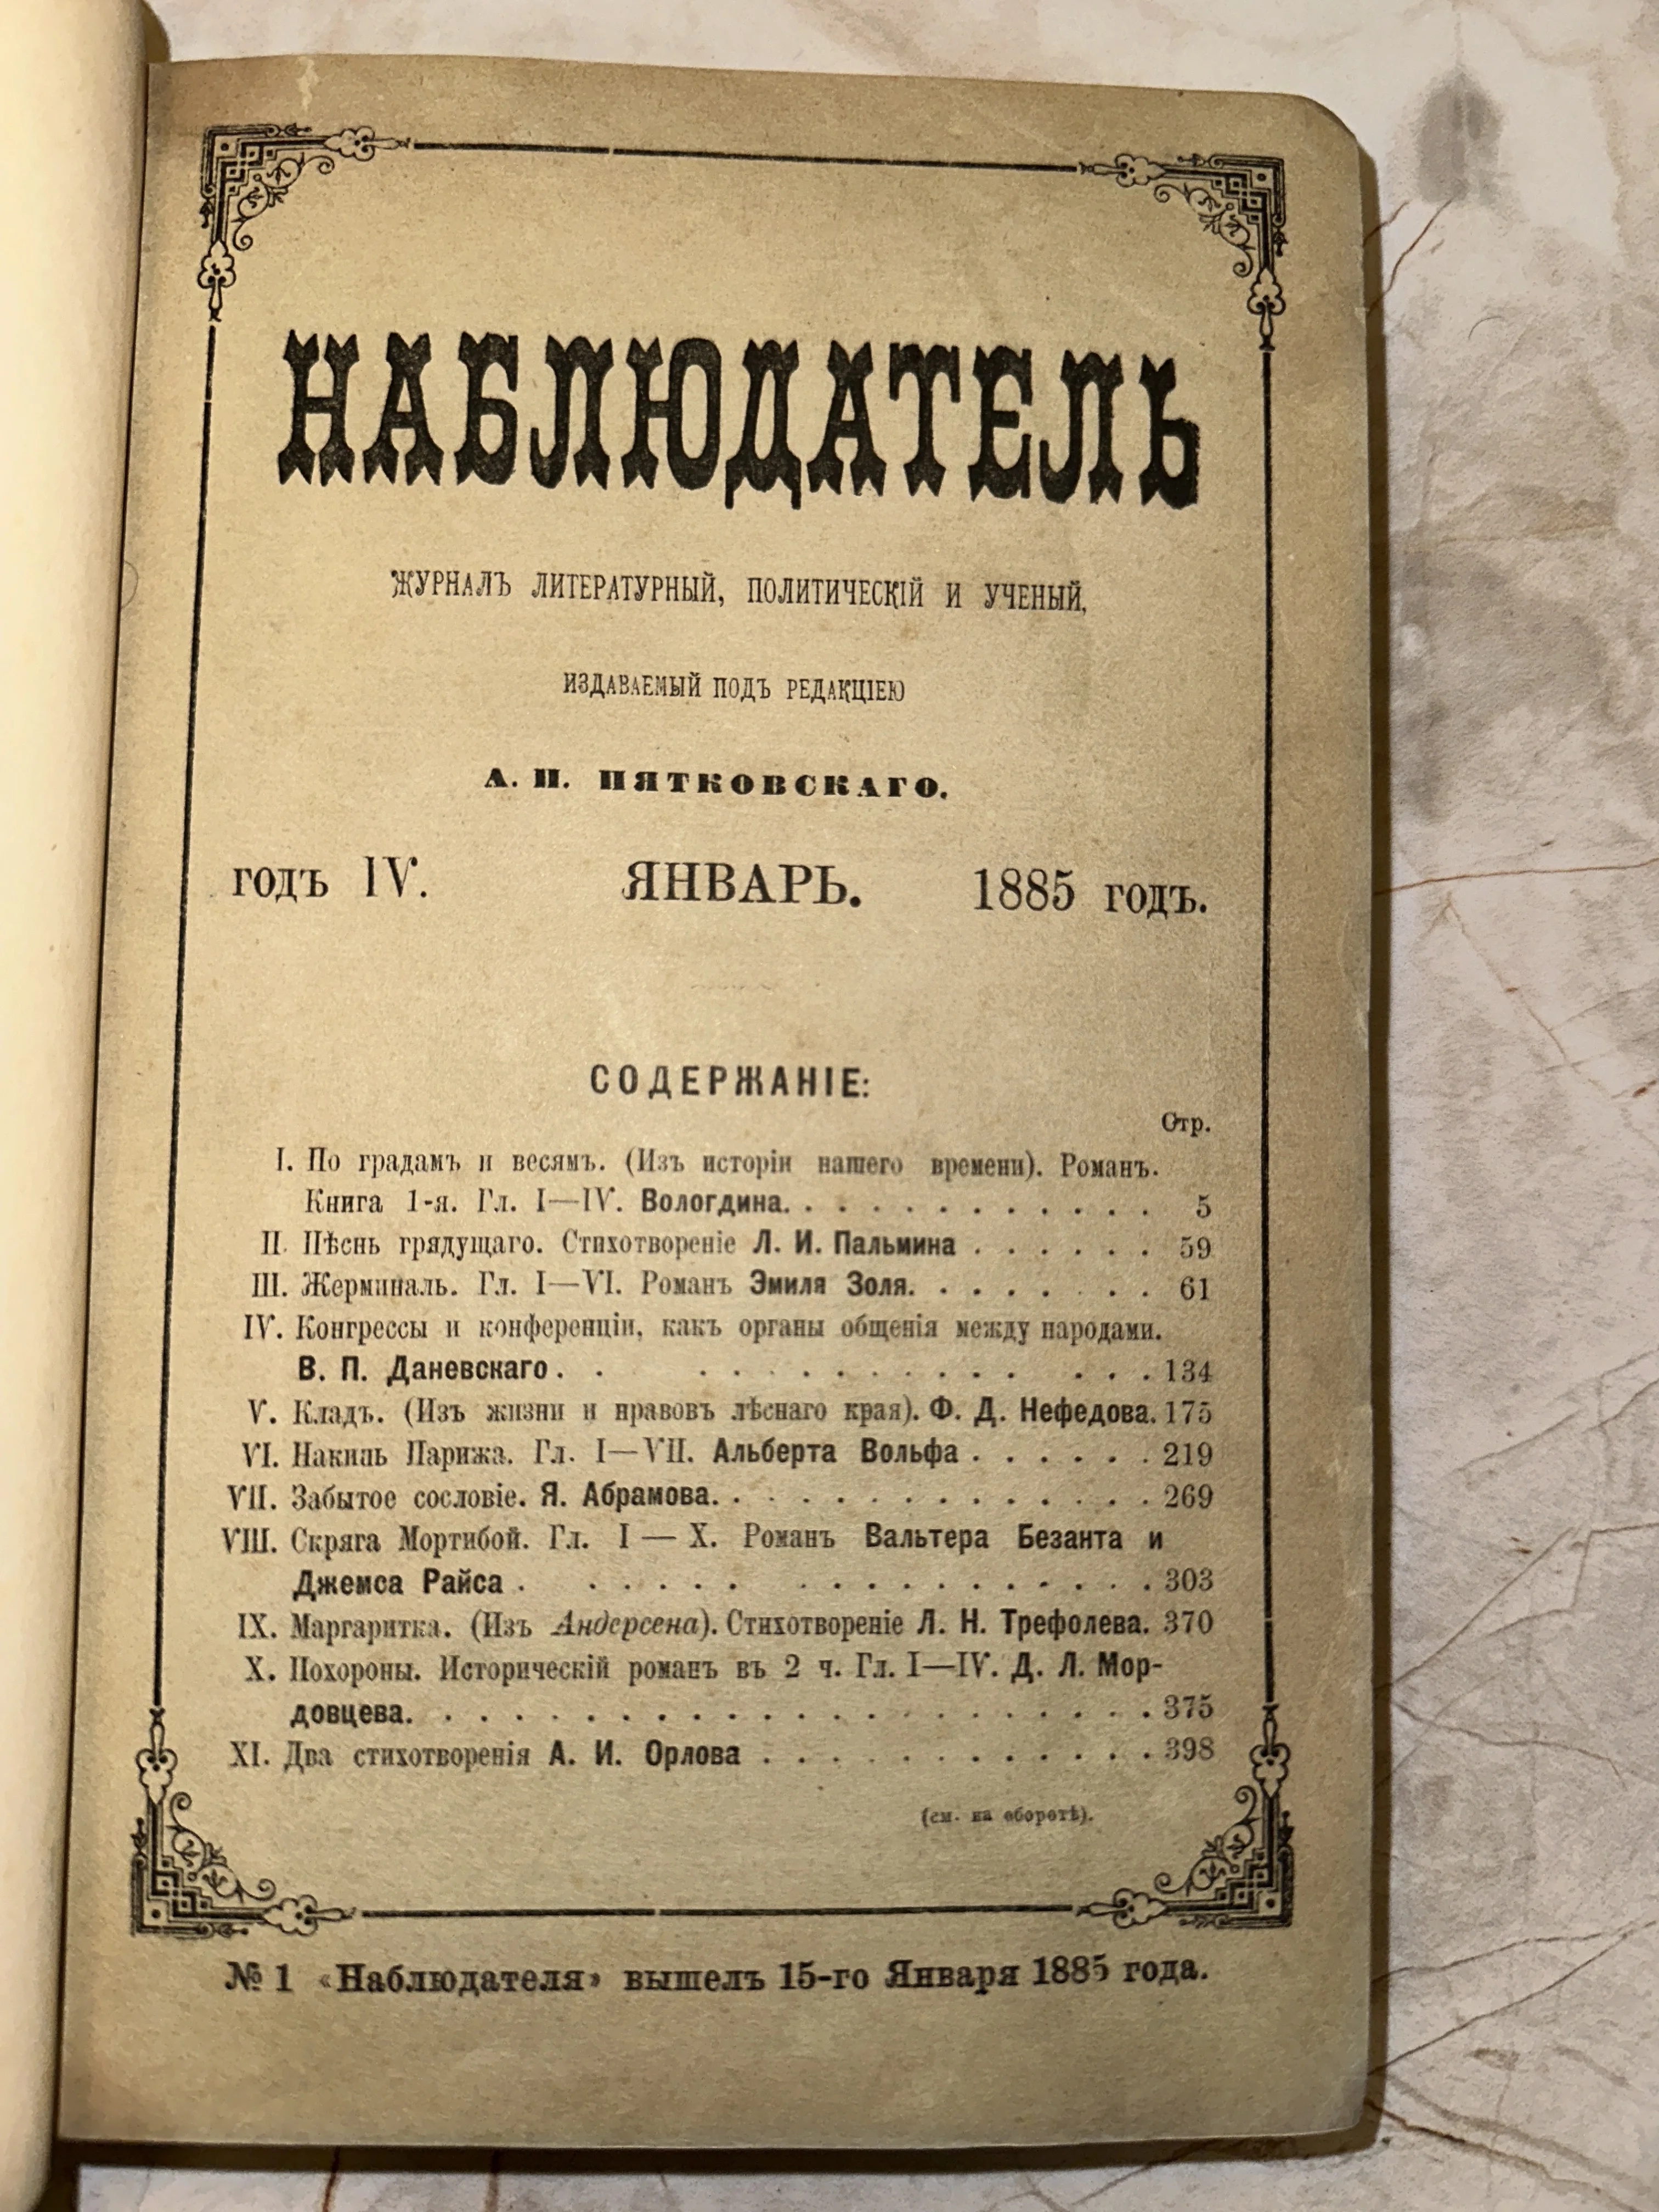 НАБЛЮДАТЕЛЬ
ЖУРНАЛЪ ЛИТЕРАТУРНЫЙ, ПОЛИТИЧЕСКІЙ И УЧЕНЫЙ,
ИЗДАВАЕМЫЙ ПОДЪ РЕДАКЦІЕЮ
А. П. ПЯТКОВСКАГО.
ГОДЪ IV. ЯНВАРЬ. 1885 ГОДЪ.
СОДЕРЖАНІЕ:
Стр.
I. По градамъ и весямъ. (Изъ исторіи нашего времени). Романъ.
Книга 1-я. Гл. I—IV. Вологдина. . . . . . . . . . . . 5
II. Пѣснь грядущаго. Стихотвореніе Л. И. Пальмина . . . . . . 59
III. Жерминаль. Гл. I—VI. Романъ Эмиля Золя. . . . . . . . 61
IV. Конгрессы и конференціи, какъ органы общенія между народами.
В. П. Даневскаго . . . . . . . . . . . . . . . 134
V. Кладъ. (Изъ жизни и нравовъ лѣснаго края). Ф. Д. Нефедова. 175
VI. Накипь Парижа. Гл. I—VII. Альберта Вольфа . . . . . . 219
VII. Забытое сословіе. Я. Абрамова. . . . . . . . . . . . . 269
VIII. Скряга Мортибой. Гл. I — X. Романъ Вальтера Безанта и
Джемса Райса . . . . . . . . . . . . . . . . 303
IX. Маргаритка. (Изъ Андерсена). Стихотвореніе Л. Н. Трефолева. 370
X. Похороны. Историческій романъ въ 2 ч. Гл. I—IV. Д. Л. Мор-
довцева. . . . . . . . . . . . . . . . . . . . . . 375
XI. Два стихотворенія А. И. Орлова . . . . . . . . . . . . 398
(см. на оборотѣ).
№ 1 «Наблюдателя» вышелъ 15-го Января 1885 года.